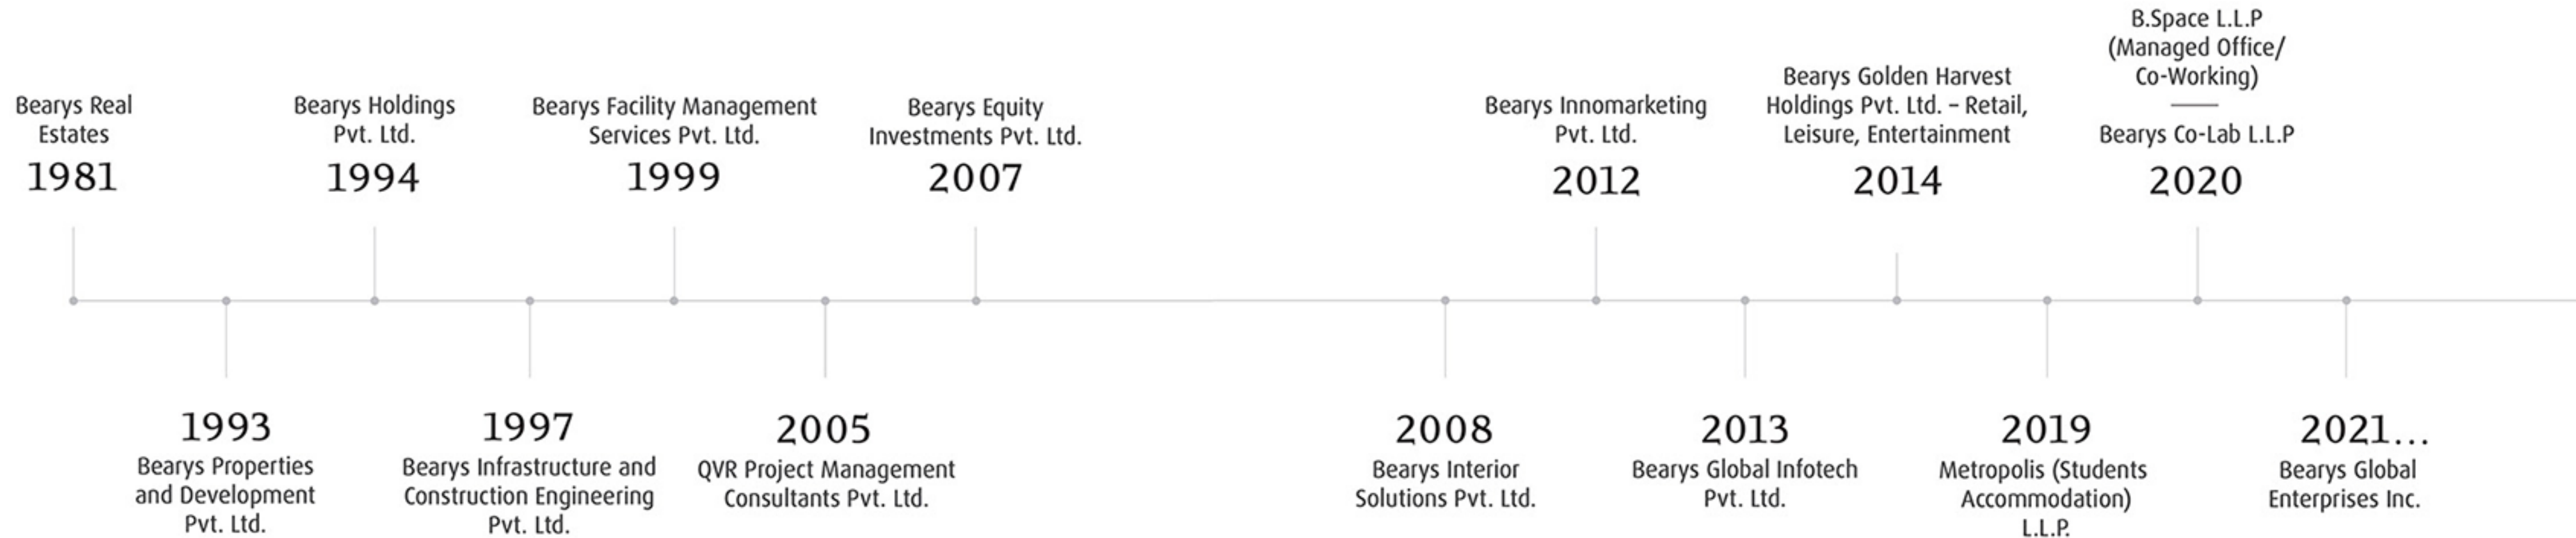 Bearys Real
Estates
1981
1993
Bearys Properties
and Development
Pvt. Ltd.
Bearys Holdings
Pvt. Ltd.
1994
1997
Bearys Infrastructure and
Construction Engineering
Pvt. Ltd.
Bearys Facility Management
Services Pvt. Ltd.
1999
2005
QVR Project Management
Consultants Pvt. Ltd.
Bearys Equity
Investments Pvt. Ltd.
2007
2008
Bearys Interior
Solutions Pvt. Ltd.
Bearys Innomarketing
Pvt. Ltd.
2012
2013
Bearys Global Infotech
Pvt. Ltd.
Bearys Golden Harvest
Holdings Pvt. Ltd. – Retail,
Leisure, Entertainment
2014
2019
Metropolis (Students
Accommodation)
L.L.P.
B.Space L.L.P
(Managed Office/
Co-Working)
Bearys Co-Lab L.L.P
2020
2021...
Bearys Global
Enterprises Inc.